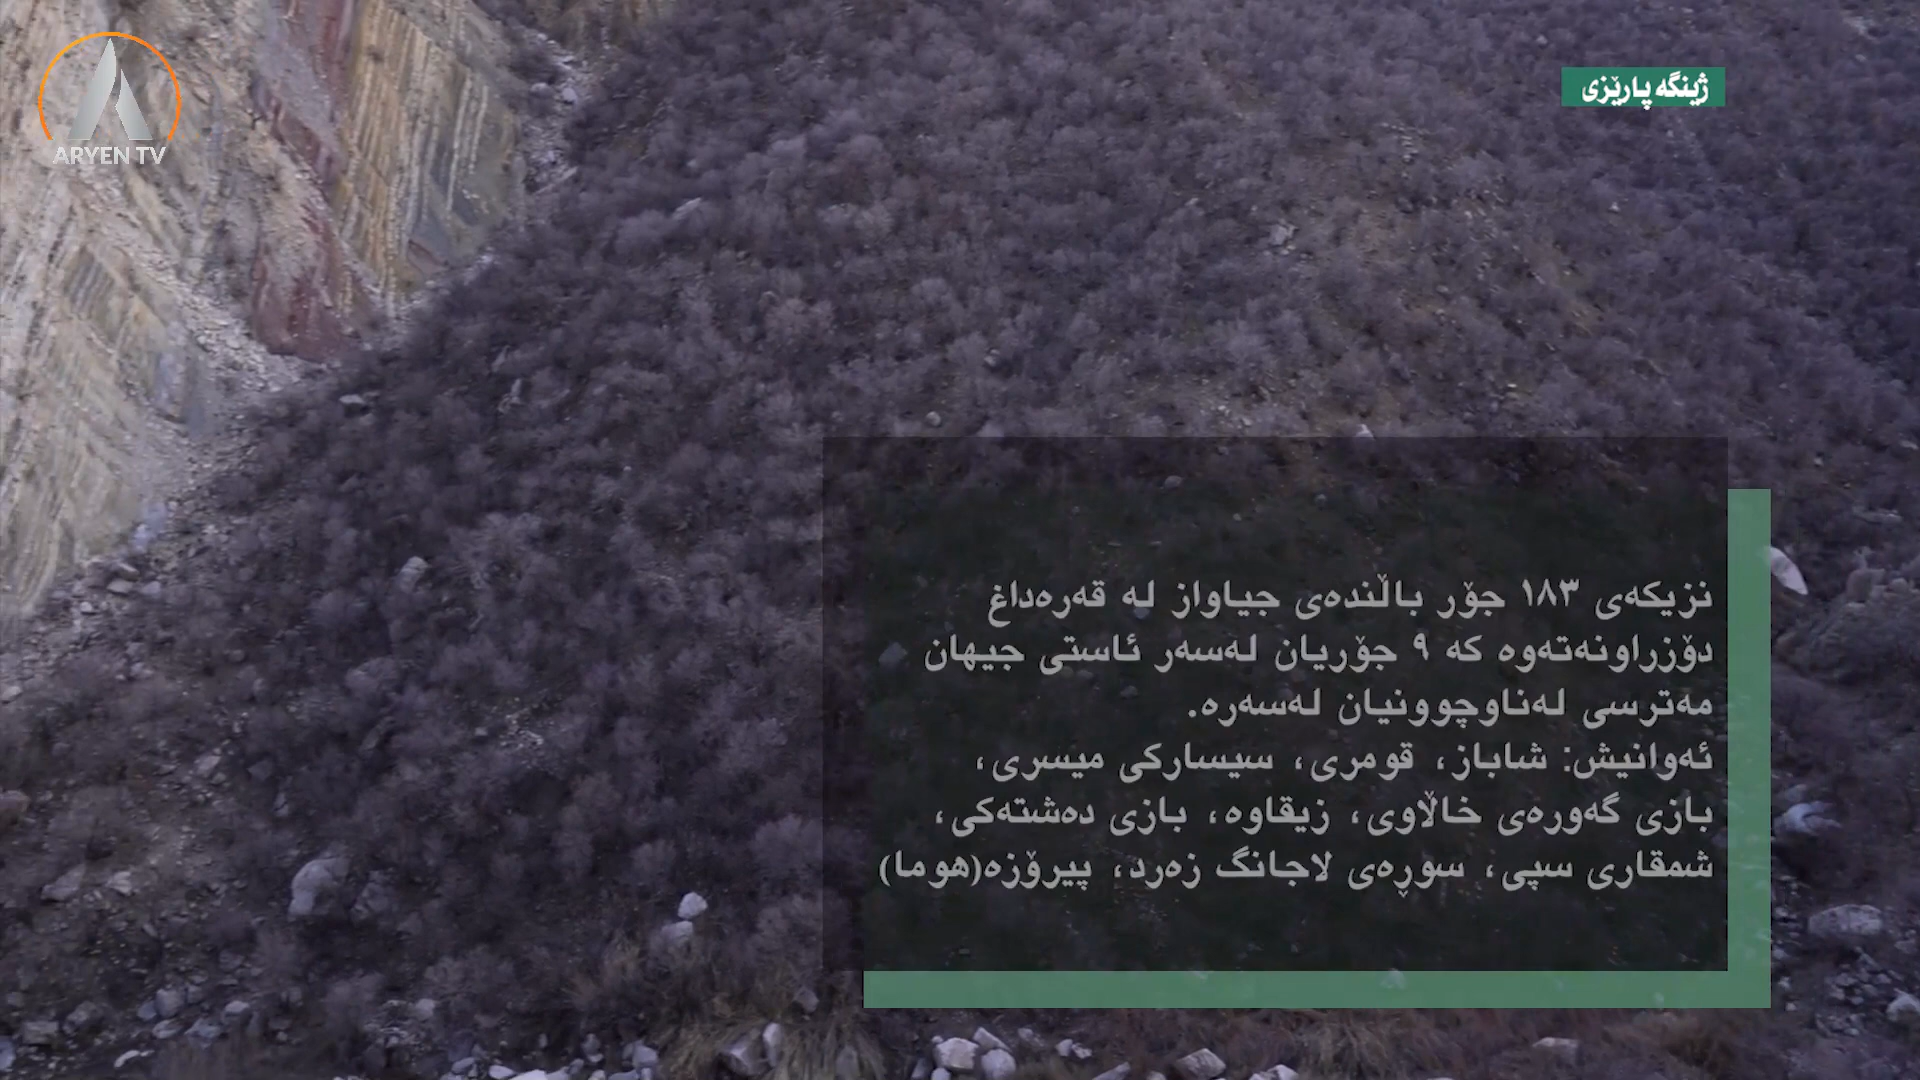 ARYEN TV
ژینگە پارێزی
نزیکەی ١٨٣ جۆر باڵندەی جیاواز لە قەرەداغ
دۆزراونەتەوە کە ٩ جۆریان لەسەر ئاستی جیهان
مەترسی لەناوچوونیان لەسەرە.
ئەوانیش: شاباز، قومری، سیسارکی میسری،
بازی گەورەی خاڵاوی، زیقاوە، بازی دەشتەکی،
شمقاری سپی، سورەی لاجانگ زەرد، پیرۆزە(هوما)